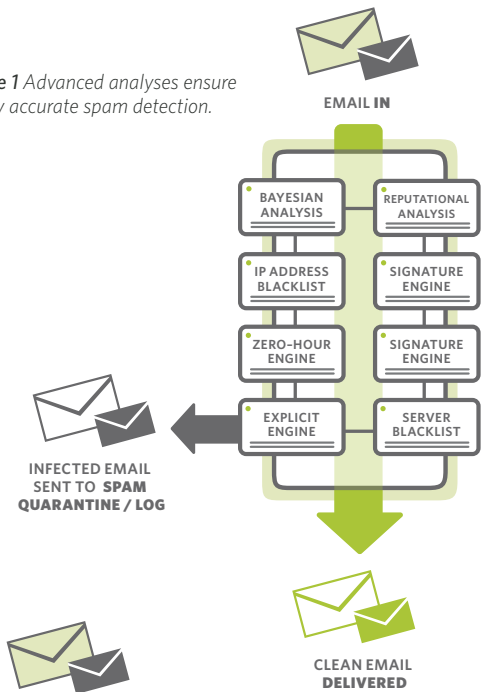 1 Advanced analyses ensure
accurate spam detection.
EMAIL IN
BAYESIAN
ANALYSIS
REPUTATIONAL
ANALYSIS
IP ADDRESS
BLACKLIST
SIGNATURE
ENGINE
ZERO-HOUR
ENGINE
SIGNATURE
ENGINE
EXPLICIT
ENGINE
SERVER
BLACKLIST
INFECTED EMAIL
SENT TO SPAM
QUARANTINE / LOG
CLEAN EMAIL
DELIVERED